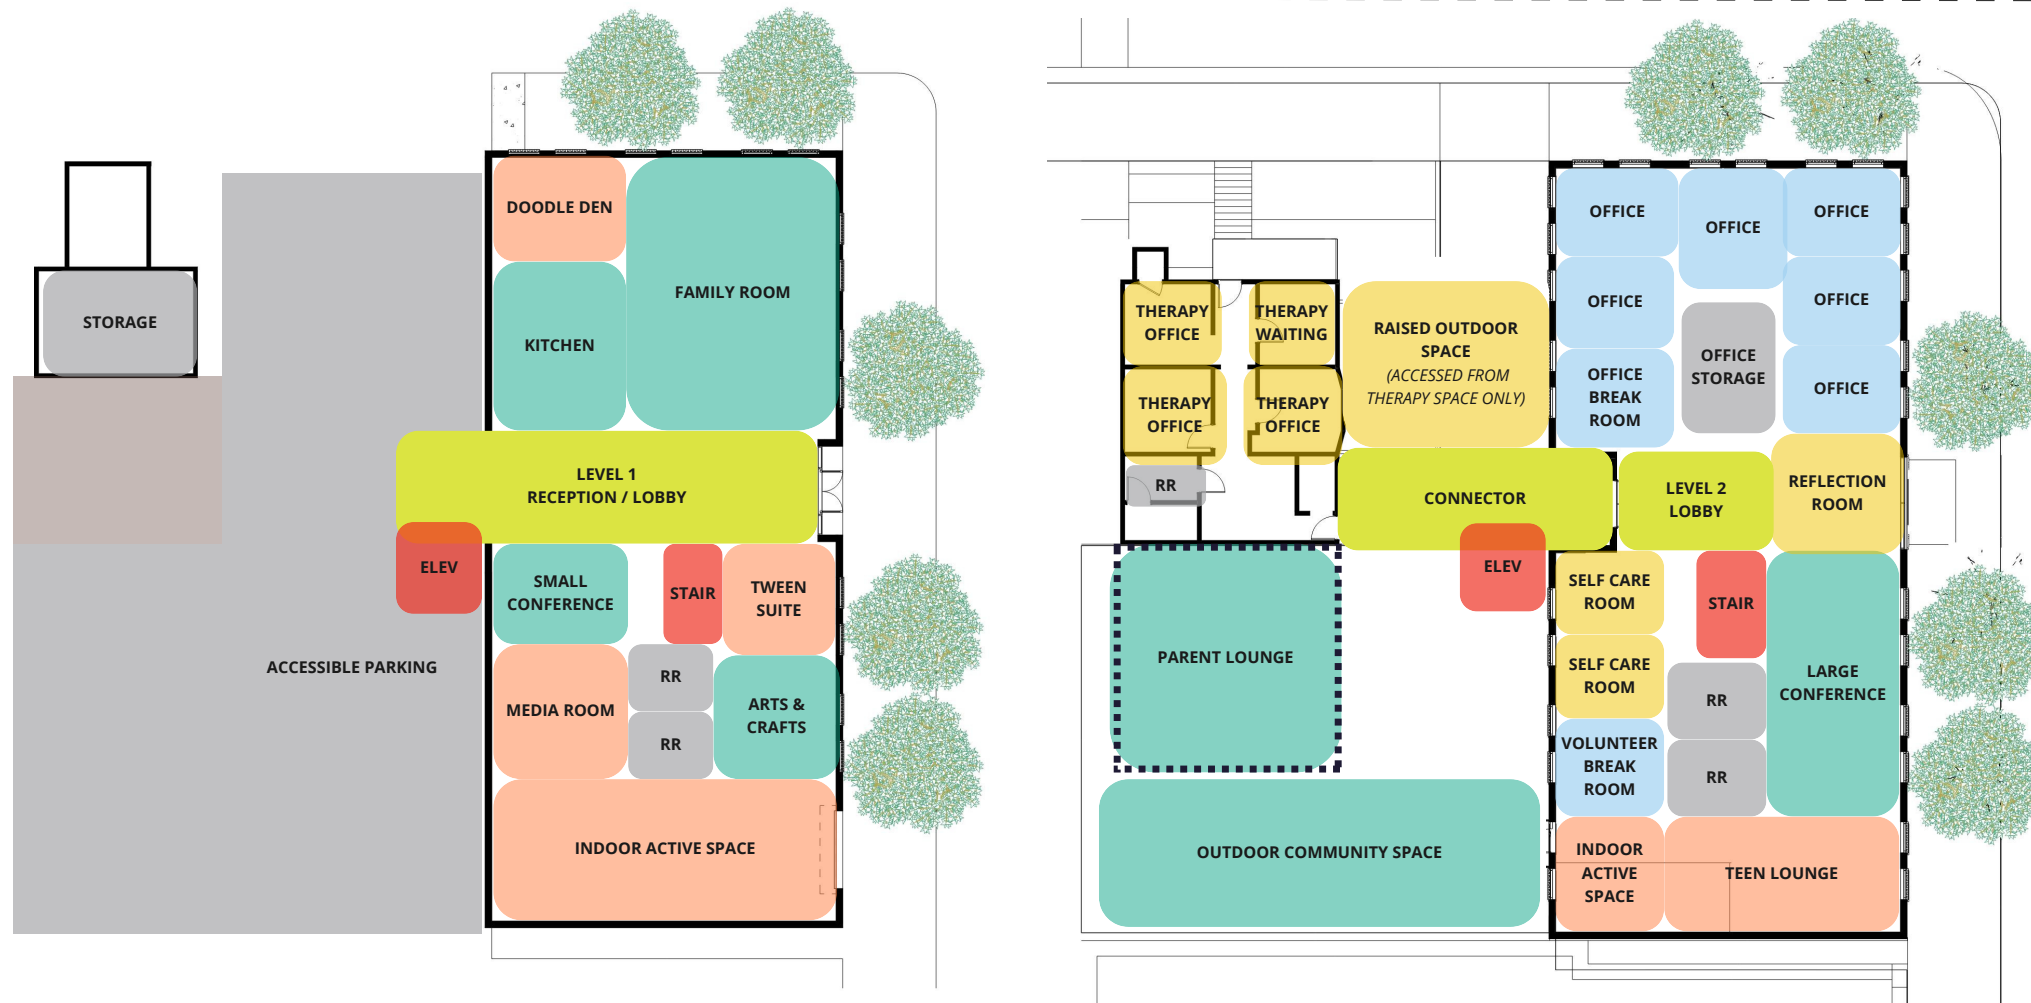 DOODLE DEN
FAMILY ROOM
STORAGE
KITCHEN
LEVEL 1
RECEPTION / LOBBY
ELEV
SMALL
CONFERENCE
STAIR
TWEEN
SUITE
ACCESSIBLE PARKING
RR
MEDIA ROOM
ARTS &
CRAFTS
RR
INDOOR ACTIVE SPACE
OFFICE
OFFICE
OFFICE
THERAPY
OFFICE
THERAPY
WAITING
RAISED OUTDOOR
SPACE
(ACCESSED FROM
THERAPY SPACE ONLY)
OFFICE
OFFICE
OFFICE
STORAGE
OFFICE
BREAK
ROOM
OFFICE
THERAPY
OFFICE
THERAPY
OFFICE
RR
CONNECTOR
LEVEL 2
LOBBY
REFLECTION
ROOM
ELEV
SELF CARE
ROOM
STAIR
PARENT LOUNGE
SELF CARE
ROOM
RR
LARGE
CONFERENCE
VOLUNTEER
BREAK
ROOM
RR
OUTDOOR COMMUNITY SPACE
INDOOR
ACTIVE
SPACE
TEEN LOUNGE